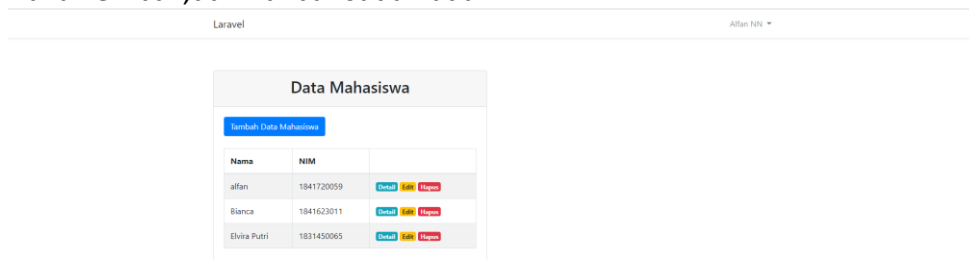 Laravel Alfan NN
Data Mahasiswa
Tambah Data Mahasiswa
Nama NIM
alfan 1841720059 Detail Edit Hapus
Bianca 1841623011 Detail Edit Hapus
Elvira Putri 1831450065 Detail Edit Hapus